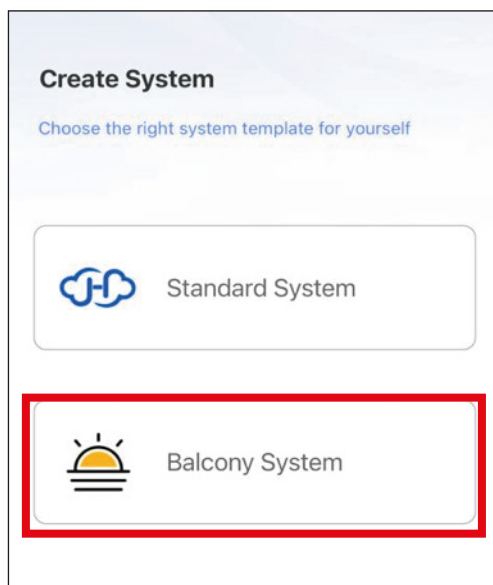 Create System
Choose the right system template for yourself
Standard System
Balcony System